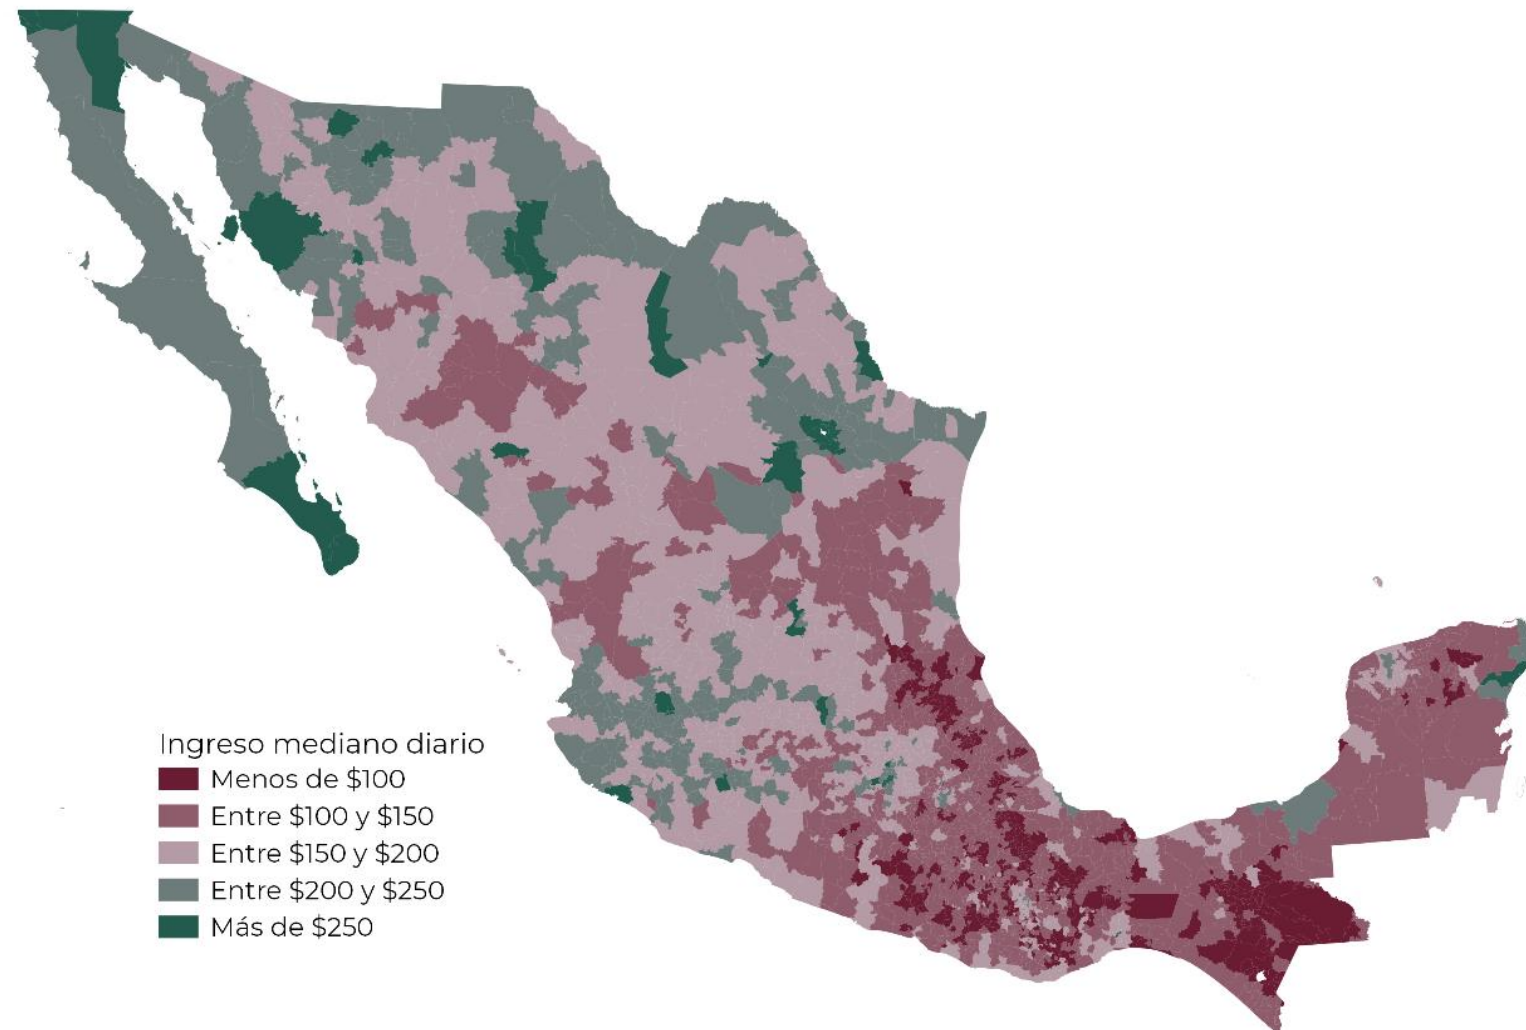 Ingreso mediano diario
Menos de $100
Entre $100 y $150
Entre $150 y $200
Entre $200 y $250
Más de $250